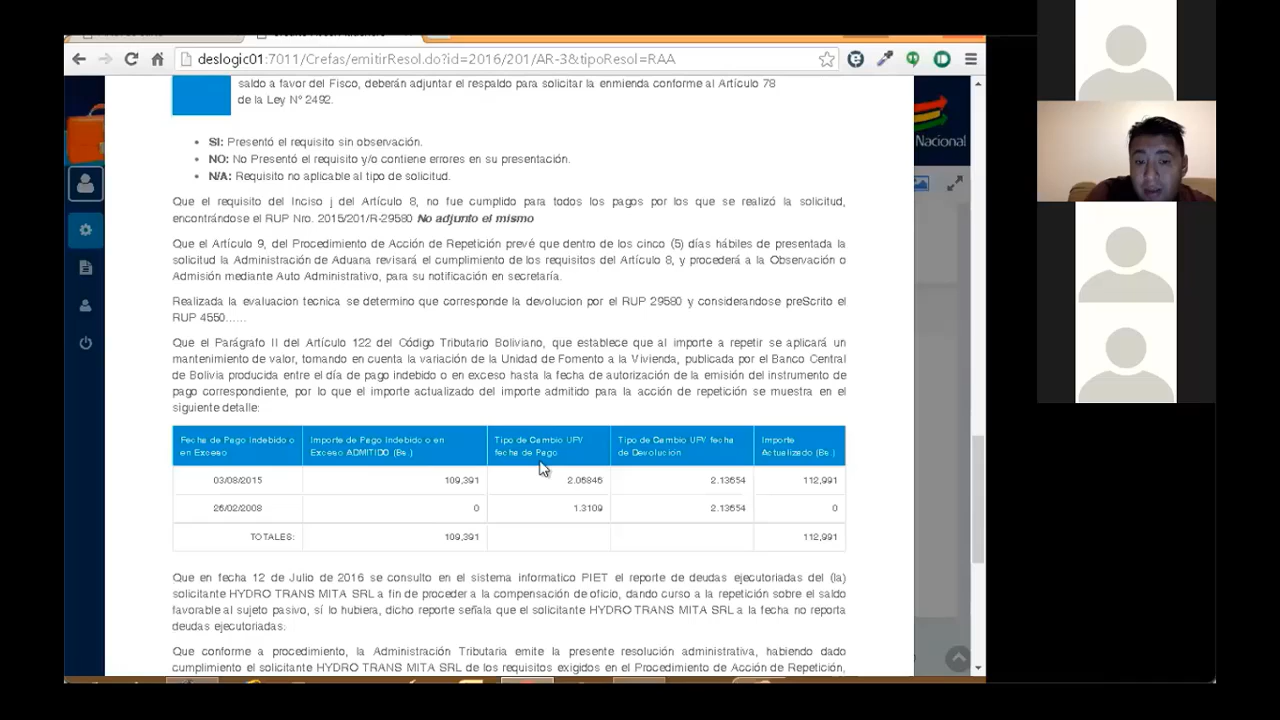 deslogic01:7011/Crefas/emitirResol.do?id=2016/201/AR-3&tipoResol=RAA
saldo a favor del Fisco, deberán adjuntar el respaldo para solicitar la enmienda conforme al Artículo 78
de la Ley N° 2492.
Nacional
• SI: Presentó el requisito sin observación.
• NO: No Presentó el requisito y/o contiene errores en su presentación.
• N/A: Requisito no aplicable al tipo de solicitud.
Que el requisito del Inciso j del Artículo 8, no fue cumplido para todos los pagos por los que se realizó la solicitud,
encontrándose el RUP Nro. 2015/201/R-29580 No adjunto el mismo
Que el Artículo 9, del Procedimiento de Acción de Repetición prevé que dentro de los cinco (5) días hábiles de presentada la
solicitud la Administración de Aduana revisará el cumplimiento de los requisitos del Artículo 8, y procederá a la Observación o
Admisión mediante Auto Administrativo, para su notificación en secretaría.
Realizada la evaluacion tecnica se determino que corresponde la devolucion por el RUP 29580 y considerandose preScrito el
RUP 4550......
Que el Parágrafo II del Artículo 122 del Código Tributario Boliviano, que establece que al importe a repetir se aplicará un
mantenimiento de valor, tomando en cuenta la variación de la Unidad de Fomento a la Vivienda, publicada por el Banco Central
de Bolivia producida entre el día de pago indebido o en exceso hasta la fecha de autorización de la emisión del instrumento de
pago correspondiente, por lo que el importe actualizado del importe admitido para la acción de repetición se muestra en el
siguiente detalle:
Fecha de Pago Indebido o en Exceso Importe de Pago Indebido o en Exceso ADMITIDO (Bs.) Tipo de Cambio UFV fecha de Pago Tipo de Cambio UFV fecha de Devolución Importe Actualizado (Bs.)
03/08/2015 109,391 2.06846 2.13654 112,991
26/02/2008 0 1.3109 2.13654 0
TOTALES: 109,391 112,991
Que en fecha 12 de Julio de 2016 se consulto en el sistema informatico PIET el reporte de deudas ejecutoriadas del (la)
solicitante HYDRO TRANS MITA SRL a fin de proceder a la compensación de oficio, dando curso a la repetición sobre el saldo
favorable al sujeto pasivo, sí lo hubiera, dicho reporte señala que el solicitante HYDRO TRANS MITA SRL a la fecha no reporta
deudas ejecutoriadas:
Que conforme a procedimiento, la Administración Tributaria emite la presente resolución administrativa, habiendo dado
cumplimiento el solicitante HYDRO TRANS MITA SRL de los requisitos exigidos en el Procedimiento de Acción de Repetición,